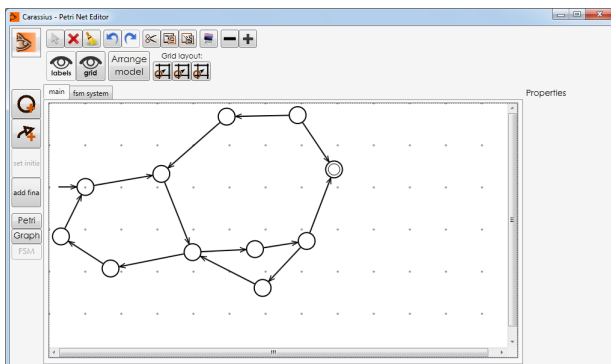 Carassius - Petri Net Editor
labels
grid
Arrange
model
Grid layout:
main
fsm system
Properties
set initie
add fina
Petri
Graph
FSM